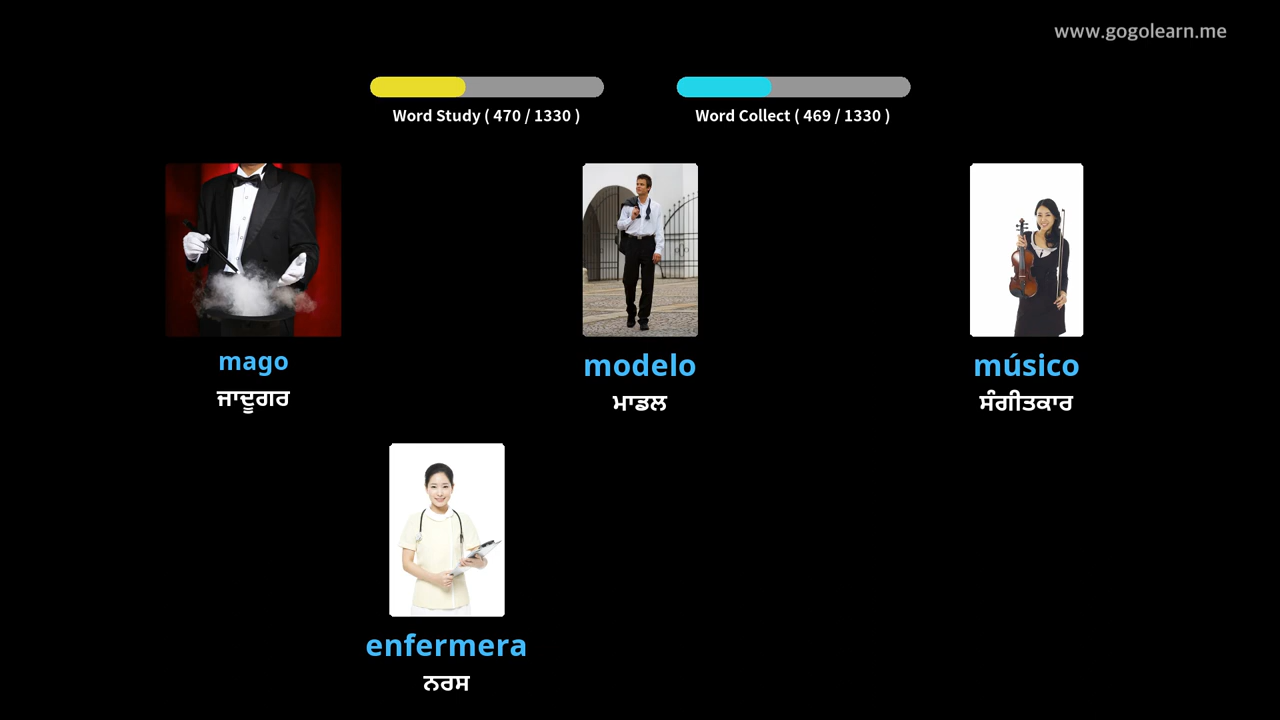 www.gogolearn.me
Word Study ( 470 / 1330 )
Word Collect ( 469 / 1330 )
mago
modelo
músico
ਜਾਦੂਗਰ
ਮਾਡਲ
ਸੰਗੀਤਕਾਰ
enfermera
ਨਰਸ